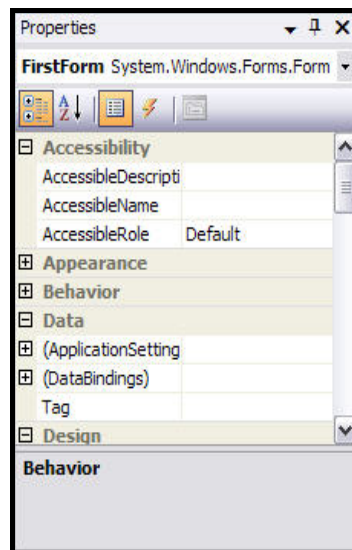 Properties
FirstForm System.Windows.Forms.Form
A
Z
Accessibility
AccessibleDescripti
AccessibleName
AccessibleRole Default
Appearance
Behavior
Data
(ApplicationSetting
(DataBindings)
Tag
Design
Behavior